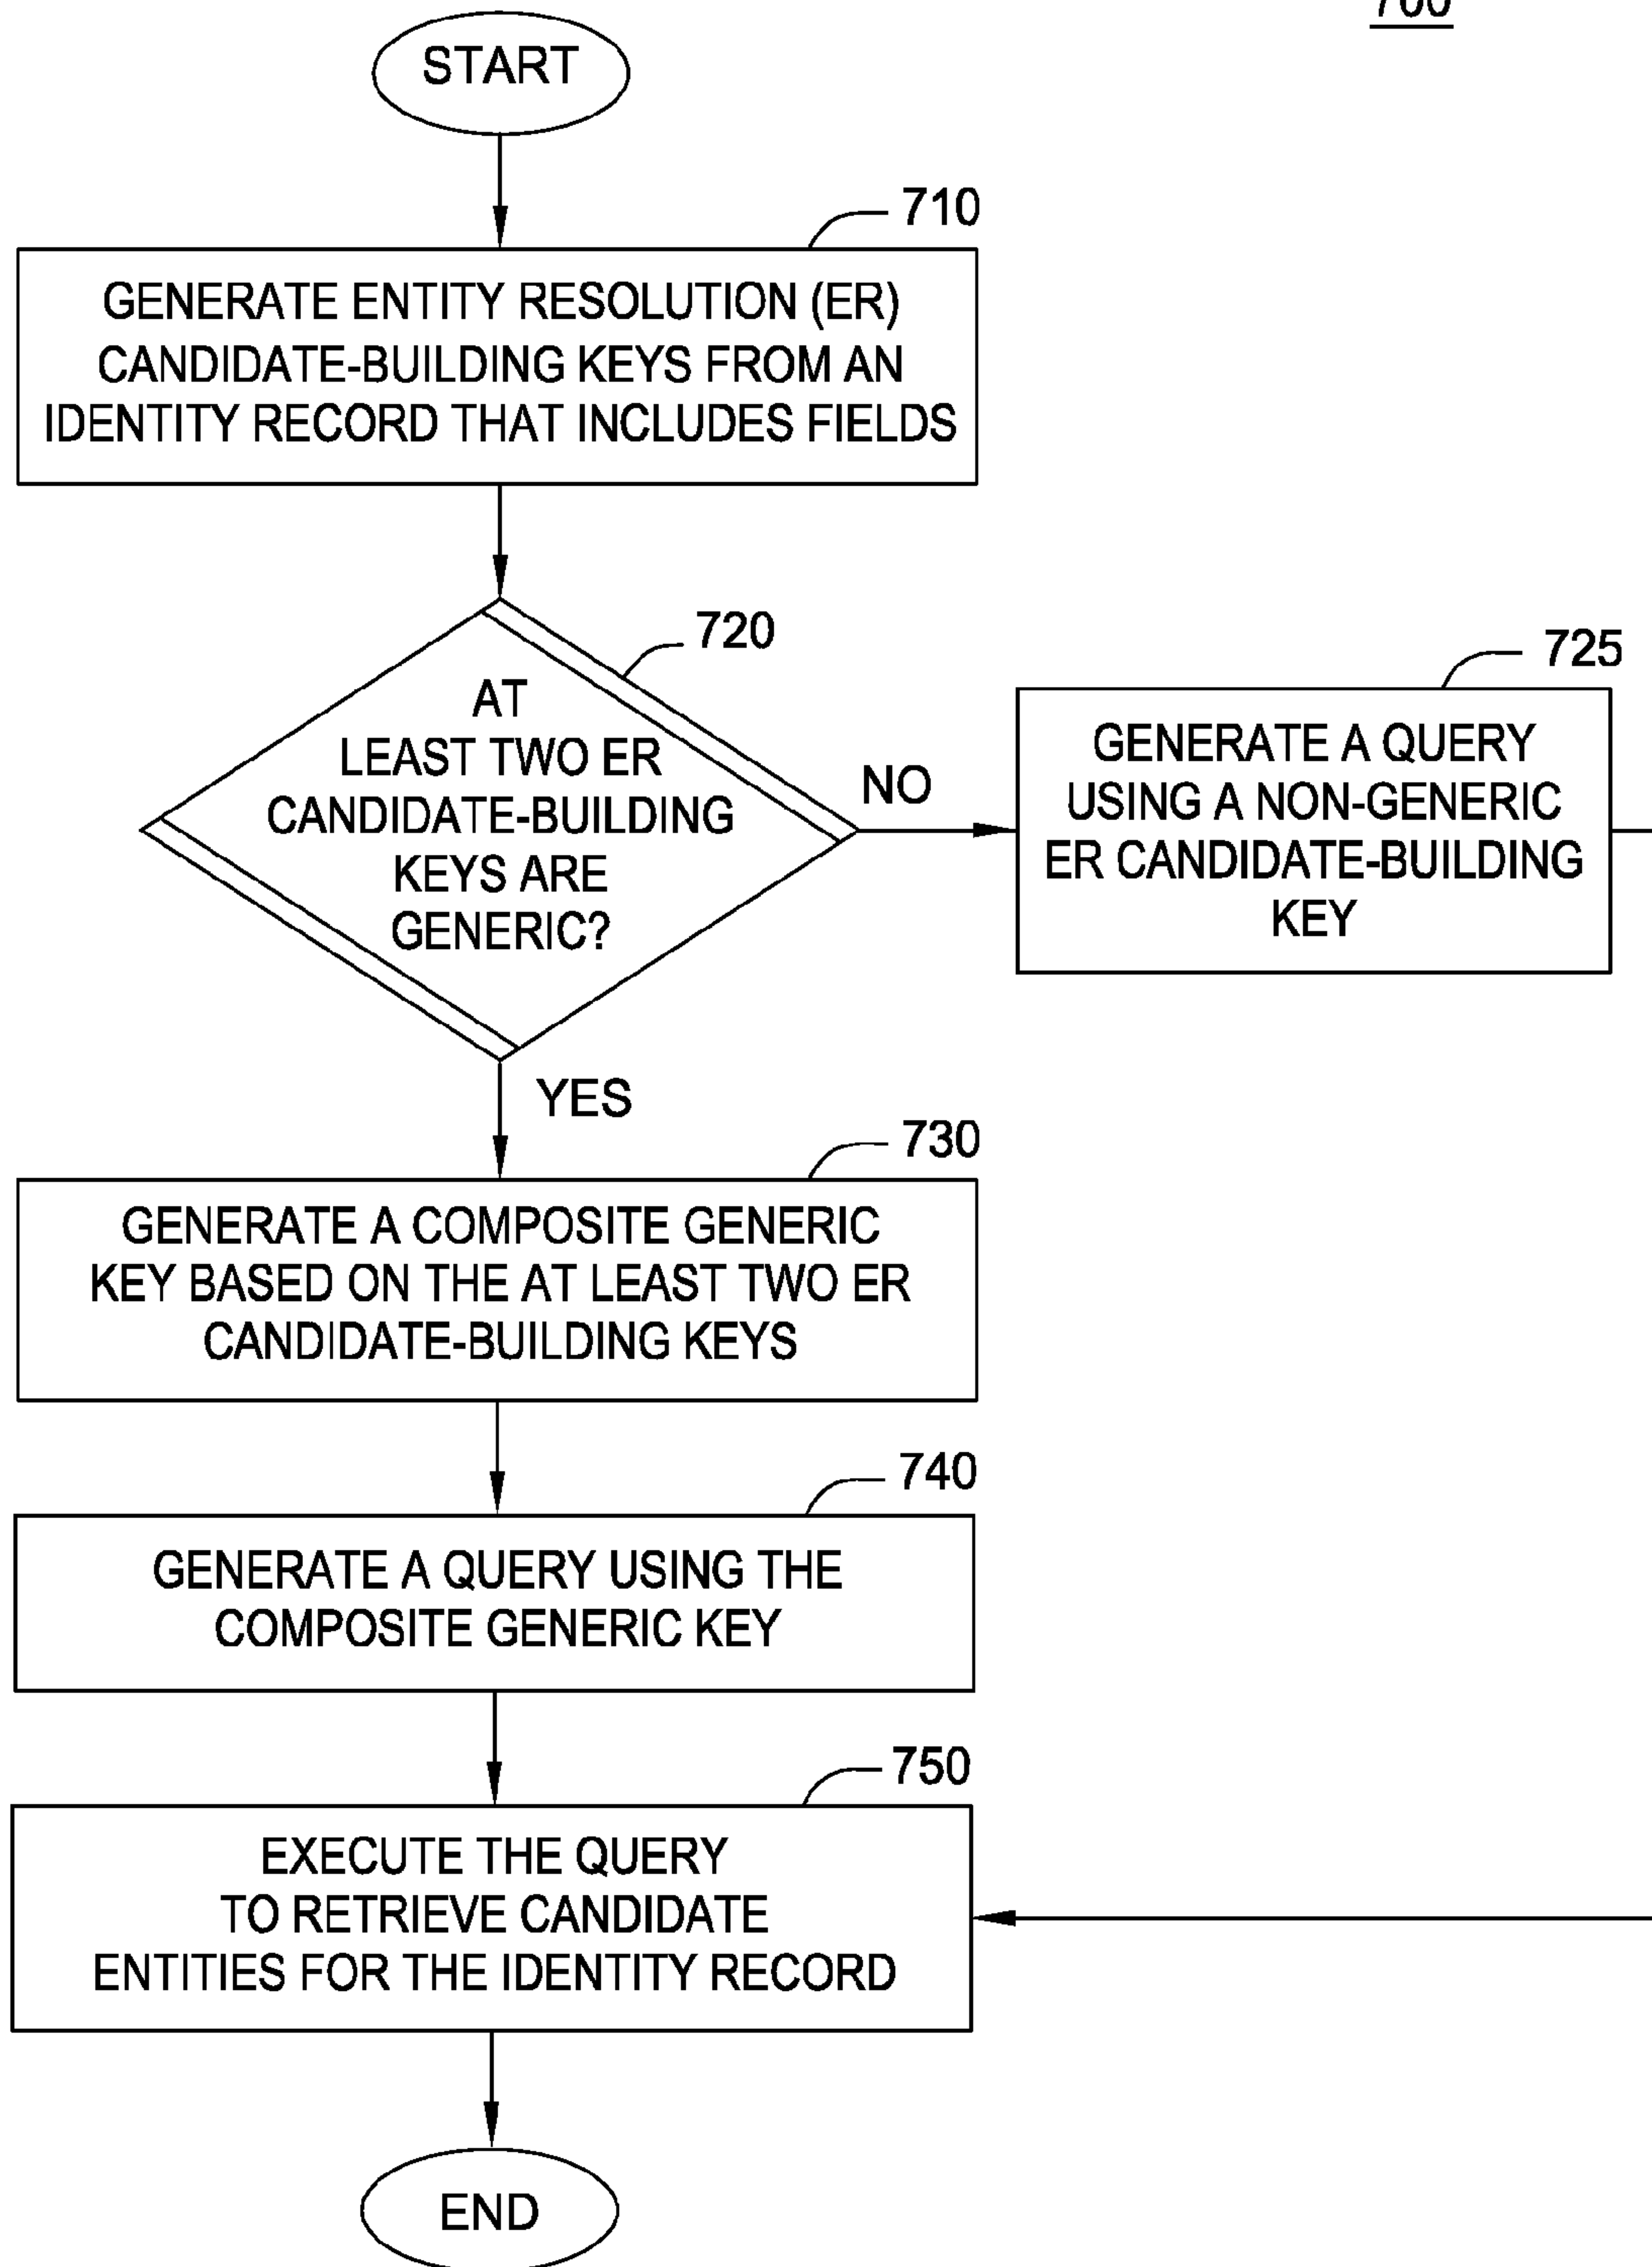 700
START
710
GENERATE ENTITY RESOLUTION (ER)
CANDIDATE-BUILDING KEYS FROM AN
IDENTITY RECORD THAT INCLUDES FIELDS
720
AT
LEAST TWO ER
CANDIDATE-BUILDING
KEYS ARE
GENERIC?
NO
725
GENERATE A QUERY
USING A NON-GENERIC
ER CANDIDATE-BUILDING
KEY
YES
730
GENERATE A COMPOSITE GENERIC
KEY BASED ON THE AT LEAST TWO ER
CANDIDATE-BUILDING KEYS
740
GENERATE A QUERY USING THE
COMPOSITE GENERIC KEY
750
EXECUTE THE QUERY
TO RETRIEVE CANDIDATE
ENTITIES FOR THE IDENTITY RECORD
END